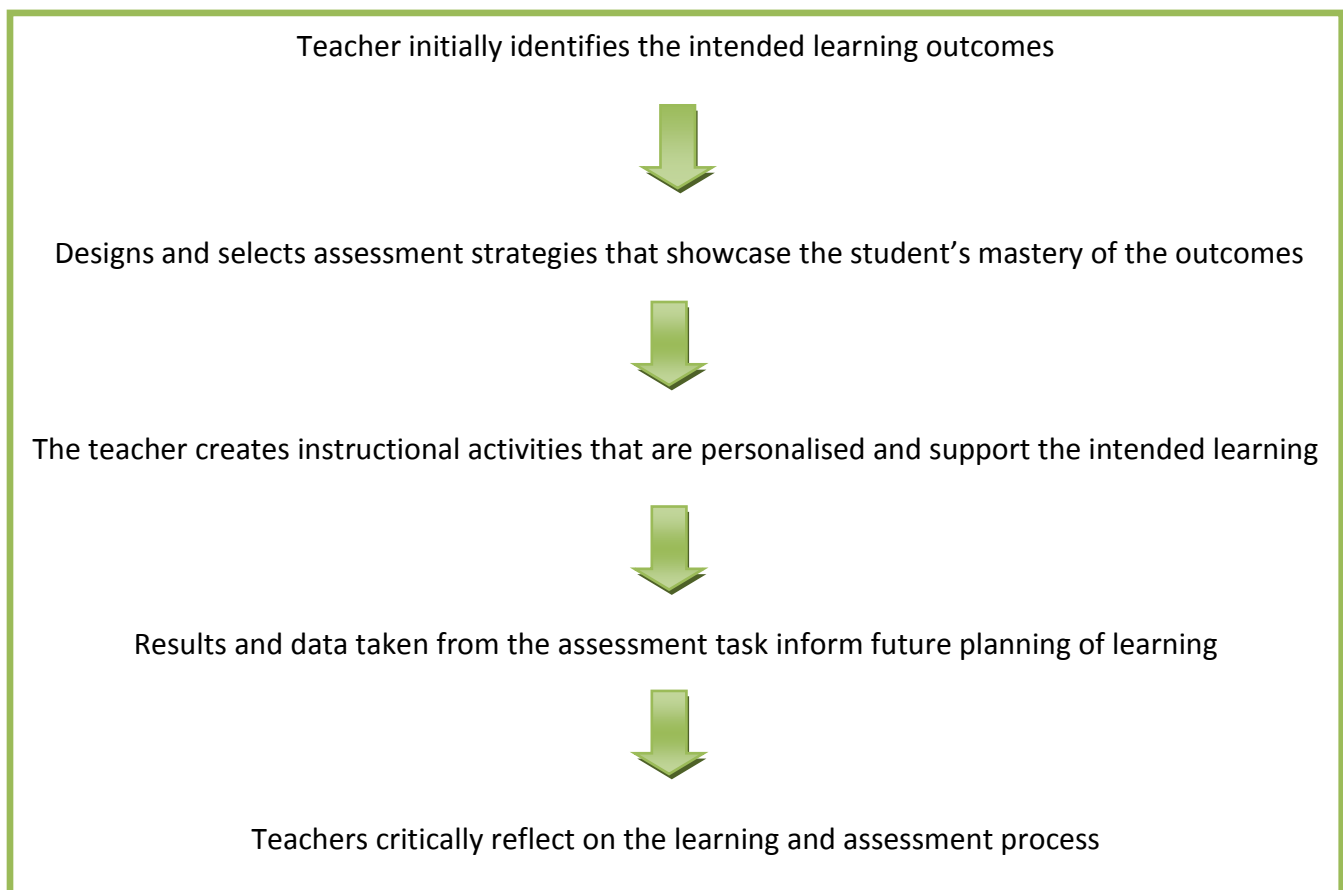 Teacher initially identifies the intended learning outcomes
Designs and selects assessment strategies that showcase the student’s mastery of the outcomes
The teacher creates instructional activities that are personalised and support the intended learning
Results and data taken from the assessment task inform future planning of learning
Teachers critically reflect on the learning and assessment process